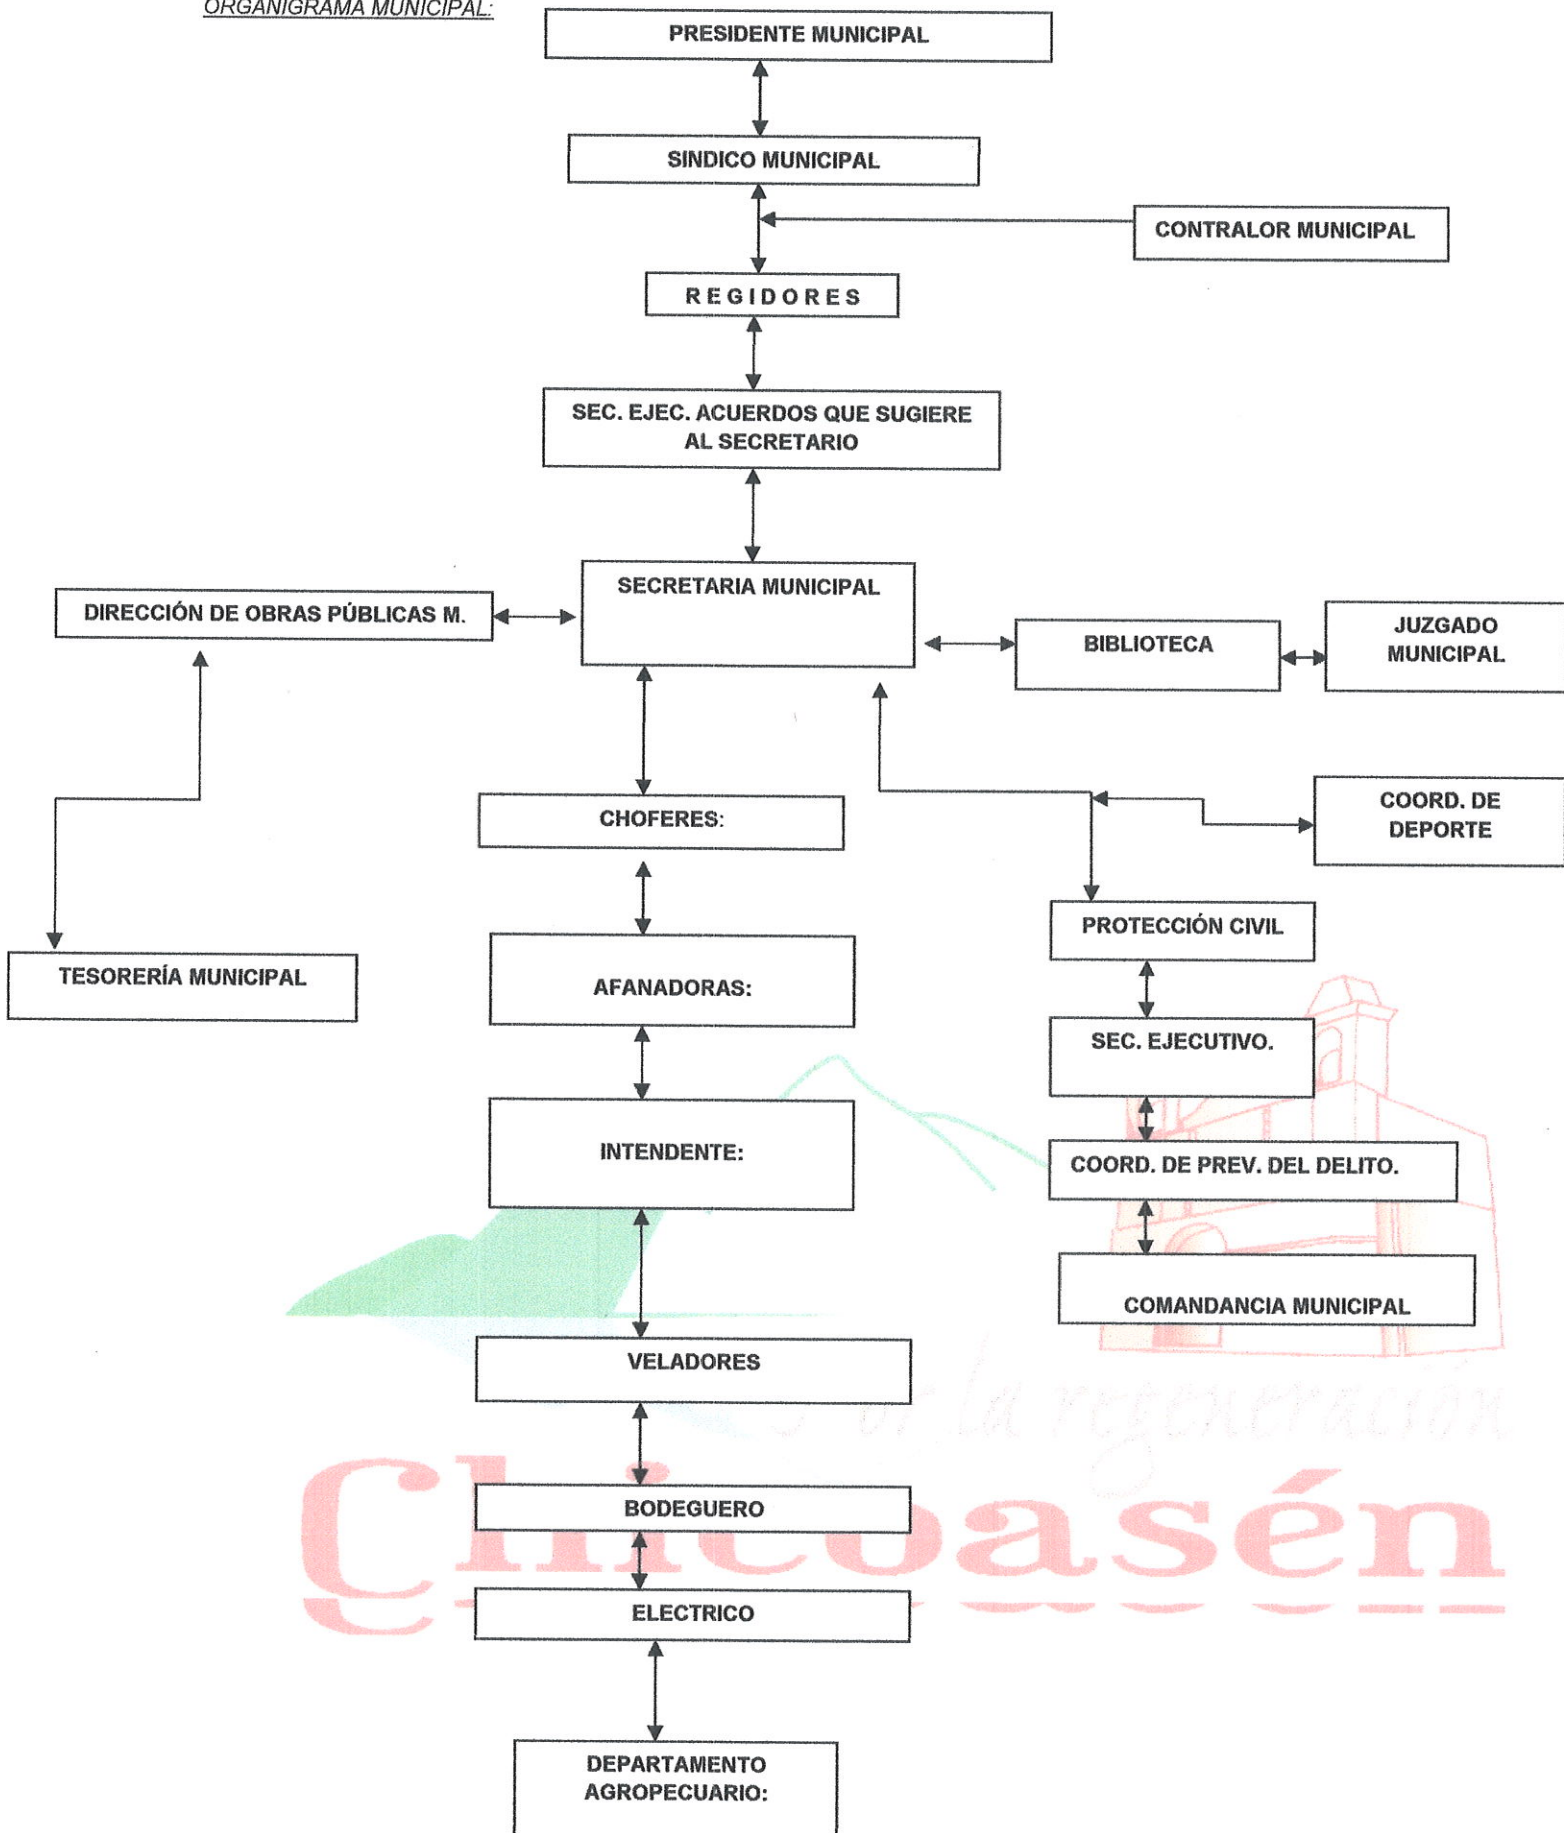 ORGANIGRAMA MUNICIPAL:
PRESIDENTE MUNICIPAL
SINDICO MUNICIPAL
CONTRALOR MUNICIPAL
R E G I D O R E S
SEC. EJEC. ACUERDOS QUE SUGIERE
AL SECRETARIO
SECRETARIA MUNICIPAL
DIRECCIÓN DE OBRAS PÚBLICAS M.
BIBLIOTECA
JUZGADO
MUNICIPAL
CHOFERES:
COORD. DE
DEPORTE
PROTECCIÓN CIVIL
TESORERÍA MUNICIPAL
AFANADORAS:
SEC. EJECUTIVO.
INTENDENTE:
COORD. DE PREV. DEL DELITO.
COMANDANCIA MUNICIPAL
VELADORES
la regeneración
Chicoasén
BODEGUERO
ELECTRICO
DEPARTAMENTO
AGROPECUARIO: